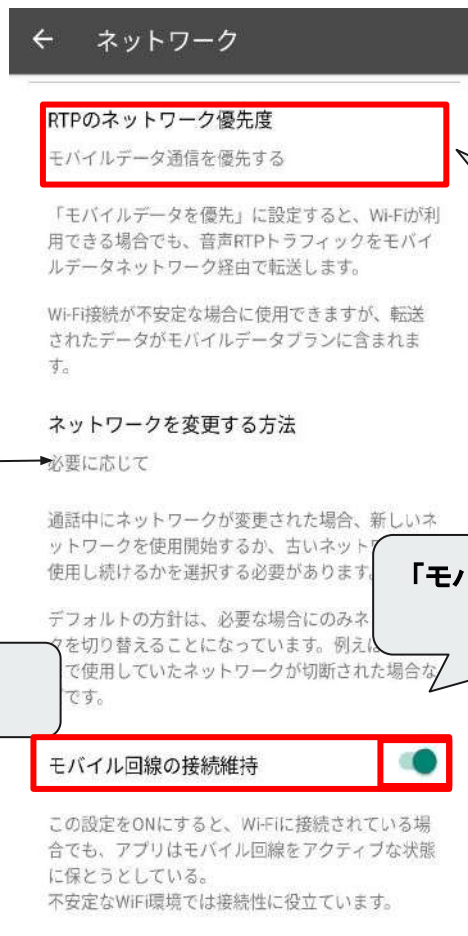 ネットワーク
RTPのネットワーク優先度
モバイルデータ通信を優先する
「モバイルデータを優先」に設定すると、Wi-Fiが利
用できる場合でも、音声RTPトラフィックをモバイ
ルデータネットワーク経由で転送します。
Wi-Fi接続が不安定な場合に使用できますが、転送
されたデータがモバイルデータプランに含まれま
す。
ネットワークを変更する方法
必要に応じて
通話中にネットワークが変更された場合、新しいネ
ットワークを使用開始するか、古いネット
使用し続けるかを選択する必要があります。
「モバ
デフォルトの方針は、必要な場合にのみネ
クを切り替えることになっています。例え
で使用していたネットワークが切断された場合な
です。
モバイル回線の接続維持
この設定をONにすると、Wi-Fiに接続されている場
合でも、アプリはモバイル回線をアクティブな状態
に保とうとしている。
不安定なWiFi環境では接続性に役立ています。